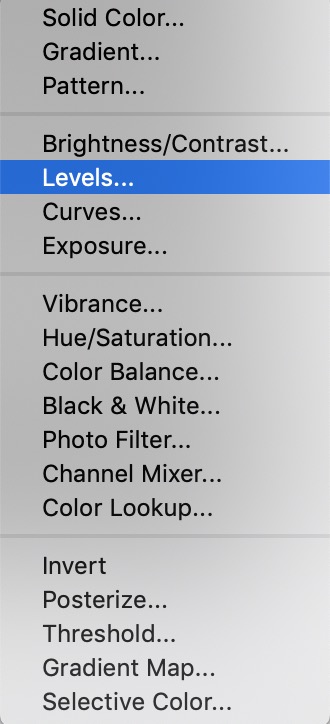 Solid Color...
Gradient...
Pattern...
Brightness/Contrast...
Levels...
Curves...
Exposure...
Vibrance...
Hue/Saturation...
Color Balance...
Black & White...
Photo Filter...
Channel Mixer...
Color Lookup...
Invert
Posterize...
Threshold...
Gradient Map...
Selective Color...